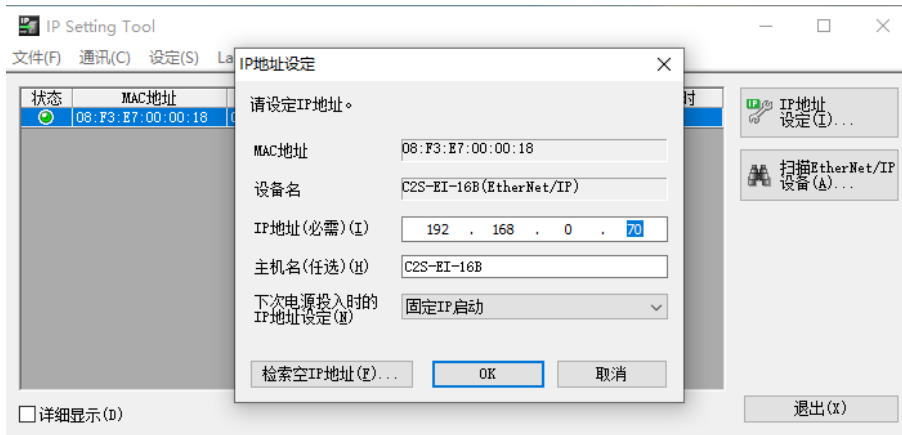 IP Setting Tool
文件(F) 通讯(C) 设定(S) La
IP地址设定
状态 MAC地址 时
08:F3:E7:00:00:18 0
请设定IP地址。
MAC地址 08:F3:E7:00:00:18
设备名 C2S-EI-16B(EtherNet/IP)
IP地址(必需)(I) 192 . 168 . 0 . 70
主机名(任选)(H) C2S-EI-16B
下次电源投入时的
IP地址设定(N)
固定IP启动
检索空IP地址(F)... OK 取消
IP地址
设定(I)...
扫描EtherNet/IP
设备(A)...
详细显示(D)
退出(X)